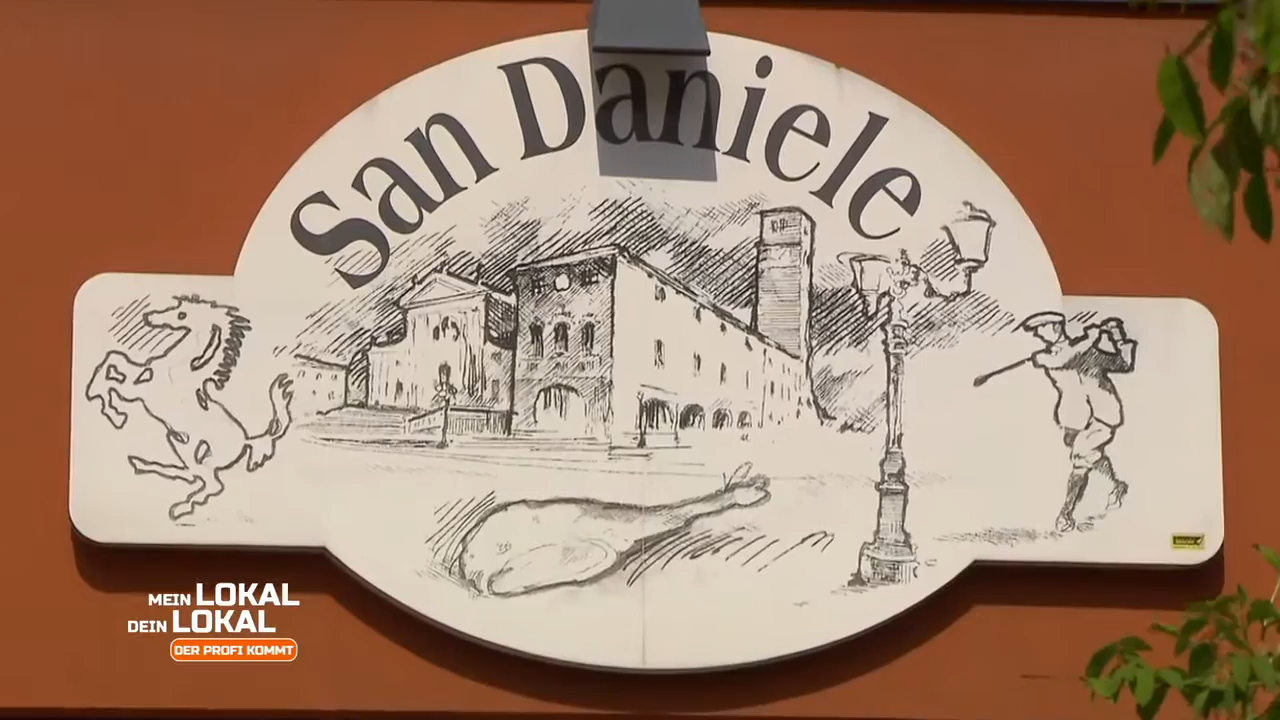 San Daniele
MEIN LOKAL
DEIN LOKAL
DER PROFI KOMMT